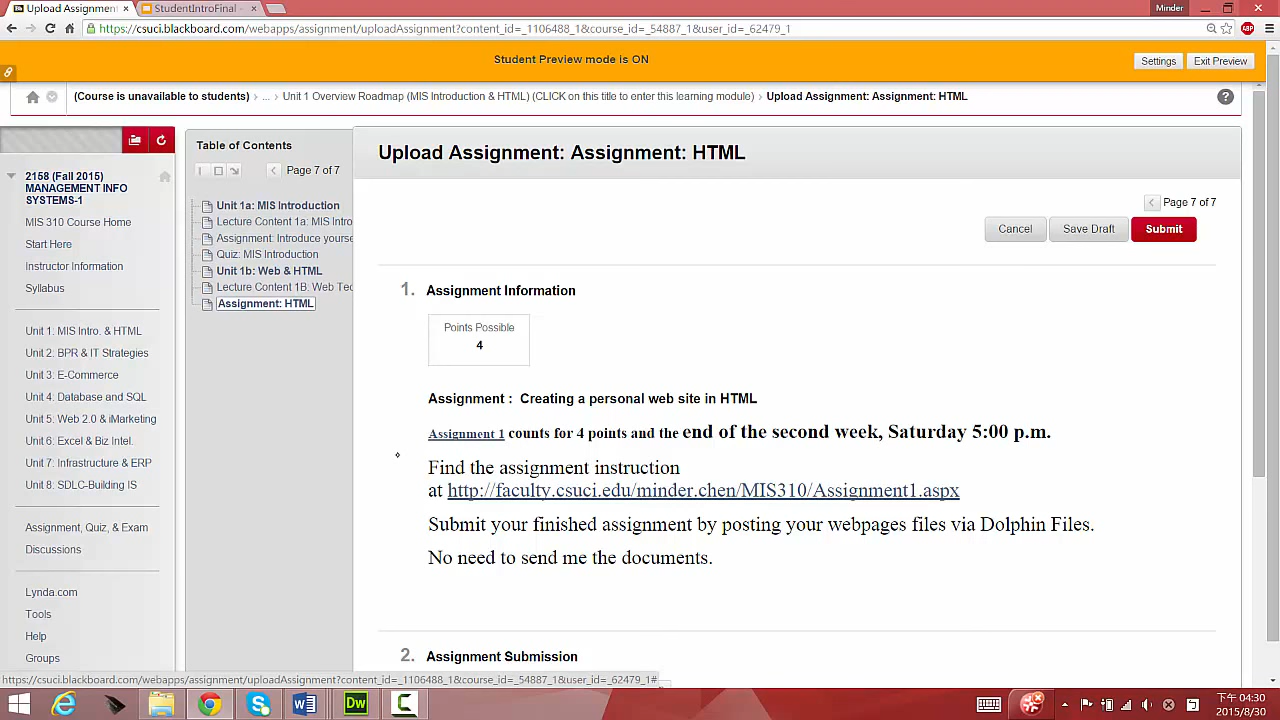 Upload Assignment:
StudentIntroFinal -
Minder
https://csuci.blackboard.com/webapps/assignment/uploadAssignment?content_id=_1106488_1&course_id=_54887_1&user_id=_62479_1
ABP
Student Preview mode is ON
Settings
Exit Preview
(Course is unavailable to students) > ... > Unit 1 Overview Roadmap (MIS Introduction & HTML) (CLICK on this title to enter this learning module) > Upload Assignment: Assignment: HTML
?
2158 (Fall 2015)
MANAGEMENT INFO
SYSTEMS-1
MIS 310 Course Home
Start Here
Instructor Information
Syllabus
Unit 1: MIS Intro. & HTML
Unit 2: BPR & IT Strategies
Unit 3: E-Commerce
Unit 4: Database and SQL
Unit 5: Web 2.0 & iMarketing
Unit 6: Excel & Biz Intel.
Unit 7: Infrastructure & ERP
Unit 8: SDLC-Building IS
Assignment, Quiz, & Exam
Discussions
Lynda.com
Tools
Help
Groups
Table of Contents
Page 7 of 7
Unit 1a: MIS Introduction
Lecture Content 1a: MIS Intro
Assignment: Introduce yourse
Quiz: MIS Introduction
Unit 1b: Web & HTML
Lecture Content 1B: Web Tec
Assignment: HTML
Upload Assignment: Assignment: HTML
Page 7 of 7
Cancel
Save Draft
Submit
1. Assignment Information
Points Possible
4
Assignment : Creating a personal web site in HTML
Assignment 1 counts for 4 points and the end of the second week, Saturday 5:00 p.m.
Find the assignment instruction
at http://faculty.csuci.edu/minder.chen/MIS310/Assignment1.aspx
Submit your finished assignment by posting your webpages files via Dolphin Files.
No need to send me the documents.
2. Assignment Submission
https://csuci.blackboard.com/webapps/assignment/uploadAssignment?content_id=_1106488_1&course_id=_54887_1&user_id=_62479_1#
Dw
下午 04:30
2015/8/30